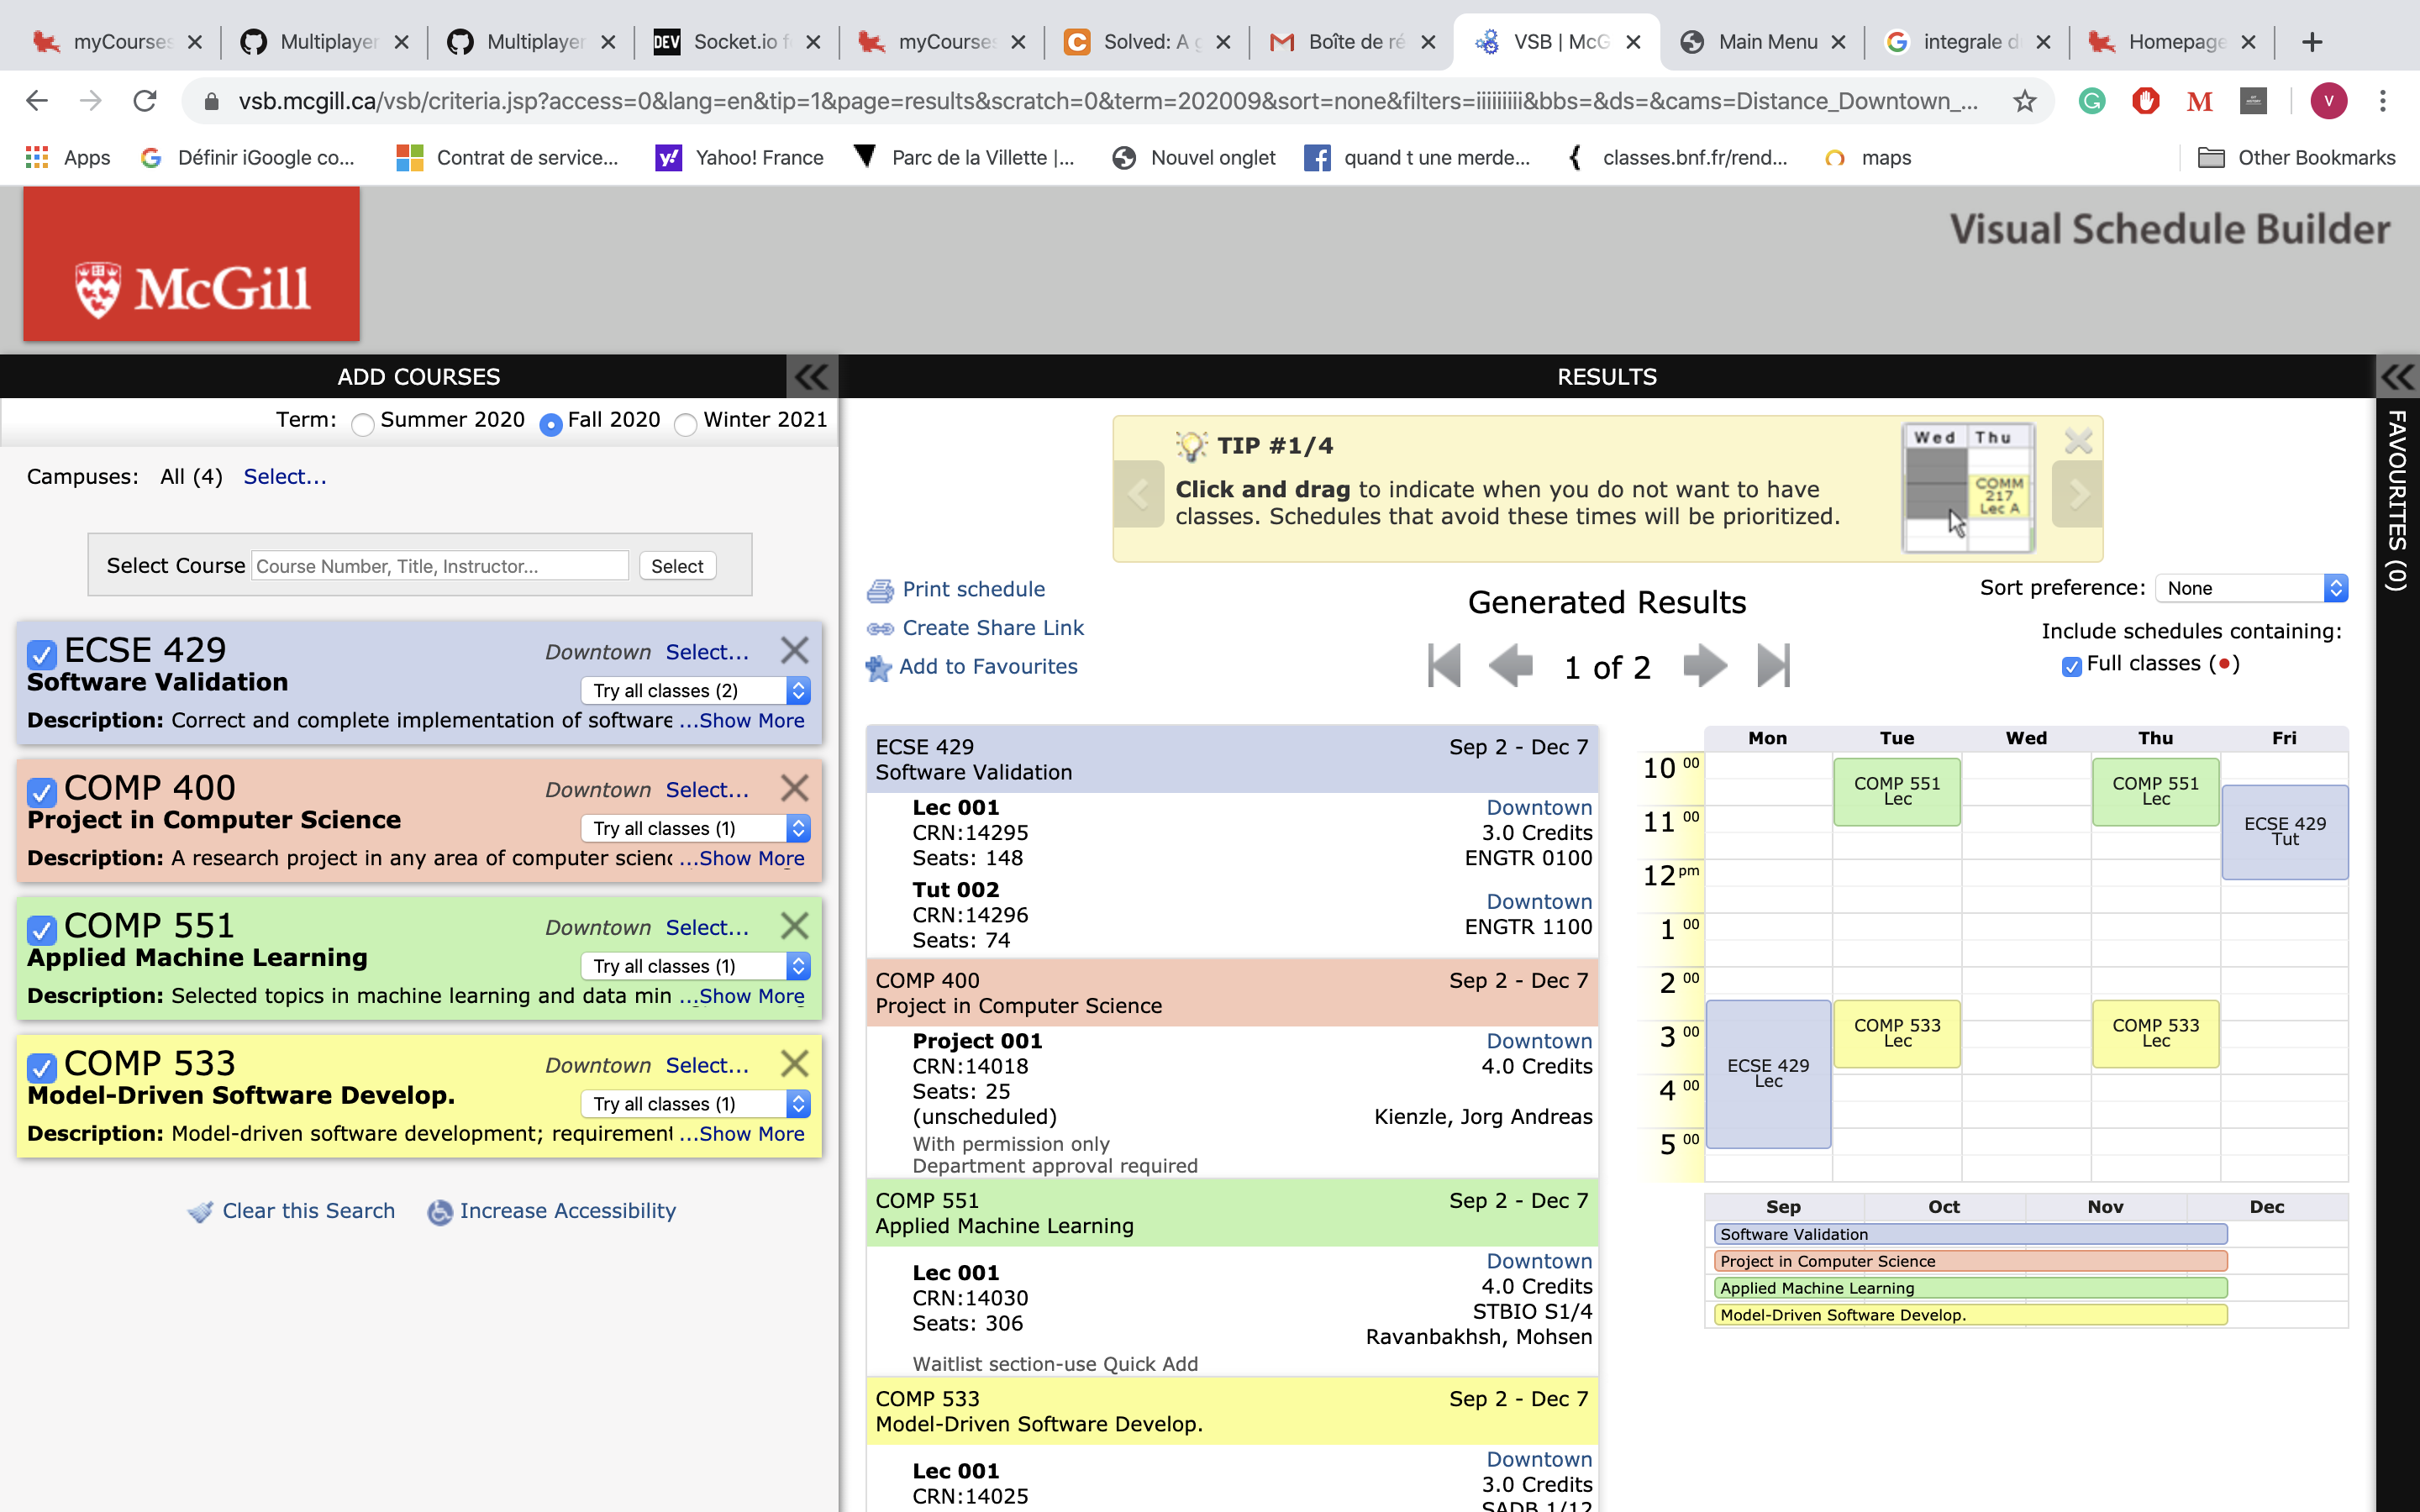 myCourses
Multiplayer
Multiplayer
DEV Socket.io f
myCourses
Solved: A g
Boîte de ré
VSB | McG
Main Menu
integrale d
Homepage
vsb.mcgill.ca/vsb/criteria.jsp?access=0&lang=en&tip=1&page=results&scratch=0&term=202009&sort=none&filters=iiiiiiiii&bbs=&ds=&cams=Distance_Downtown_...
V
Apps
Définir iGoogle co...
Contrat de service...
Yahoo! France
Parc de la Villette |...
Nouvel onglet
quand t une merde...
classes.bnf.fr/rend...
maps
Other Bookmarks
McGill
Visual Schedule Builder
ADD COURSES
RESULTS
FAVOURITES (0)
Term: Summer 2020 Fall 2020 Winter 2021
Campuses: All (4) Select...
Select Course Course Number, Title, Instructor... Select
ECSE 429 Downtown Select...
Software Validation Try all classes (2)
Description: Correct and complete implementation of software ...Show More
COMP 400 Downtown Select...
Project in Computer Science Try all classes (1)
Description: A research project in any area of computer scienc ...Show More
COMP 551 Downtown Select...
Applied Machine Learning Try all classes (1)
Description: Selected topics in machine learning and data min ...Show More
COMP 533 Downtown Select...
Model-Driven Software Develop. Try all classes (1)
Description: Model-driven software development; requirement ...Show More
Clear this Search Increase Accessibility
TIP #1/4
Click and drag to indicate when you do not want to have
classes. Schedules that avoid these times will be prioritized.
Wed Thu
COMM
217
Lec A
Print schedule
Create Share Link
Add to Favourites
Generated Results
1 of 2
Sort preference: None
Include schedules containing:
Full classes (•)
ECSE 429 Sep 2 - Dec 7
Software Validation
Lec 001 Downtown
CRN:14295 3.0 Credits
Seats: 148 ENGTR 0100
Tut 002 Downtown
CRN:14296 ENGTR 1100
Seats: 74
COMP 400 Sep 2 - Dec 7
Project in Computer Science
Project 001 Downtown
CRN:14018 4.0 Credits
Seats: 25
(unscheduled) Kienzle, Jorg Andreas
With permission only
Department approval required
COMP 551 Sep 2 - Dec 7
Applied Machine Learning
Lec 001 Downtown
CRN:14030 4.0 Credits
Seats: 306 STBIO S1/4
Ravanbakhsh, Mohsen
Waitlist section-use Quick Add
COMP 533 Sep 2 - Dec 7
Model-Driven Software Develop.
Lec 001 Downtown
CRN:14025 3.0 Credits
SADB 1/12
Mon Tue Wed Thu Fri
10 00
11 00
12 pm
1 00
2 00
3 00
4 00
5 00
COMP 551
Lec
COMP 551
Lec
ECSE 429
Tut
ECSE 429
Lec
COMP 533
Lec
COMP 533
Lec
Sep Oct Nov Dec
Software Validation
Project in Computer Science
Applied Machine Learning
Model-Driven Software Develop.